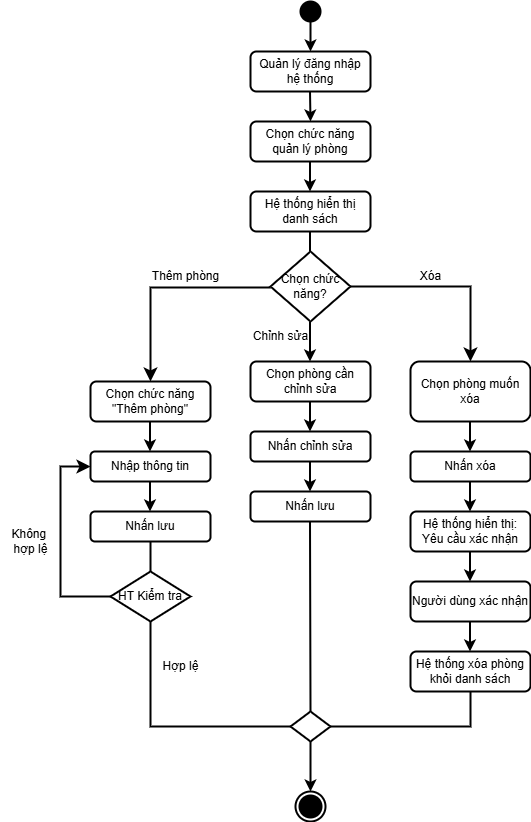 Quản lý đăng nhập
hệ thống
Chọn chức năng
quản lý phòng
Hệ thống hiển thị
danh sách
Chọn chức
năng?
Thêm phòng
Chỉnh sửa
Xóa
Chọn chức năng
"Thêm phòng"
Nhập thông tin
Nhấn lưu
HT Kiểm tra
Không
hợp lệ
Hợp lệ
Chọn phòng cần
chỉnh sửa
Nhấn chỉnh sửa
Nhấn lưu
Chọn phòng muốn
xóa
Nhấn xóa
Hệ thống hiển thị:
Yêu cầu xác nhận
Người dùng xác nhận
Hệ thống xóa phòng
khỏi danh sách